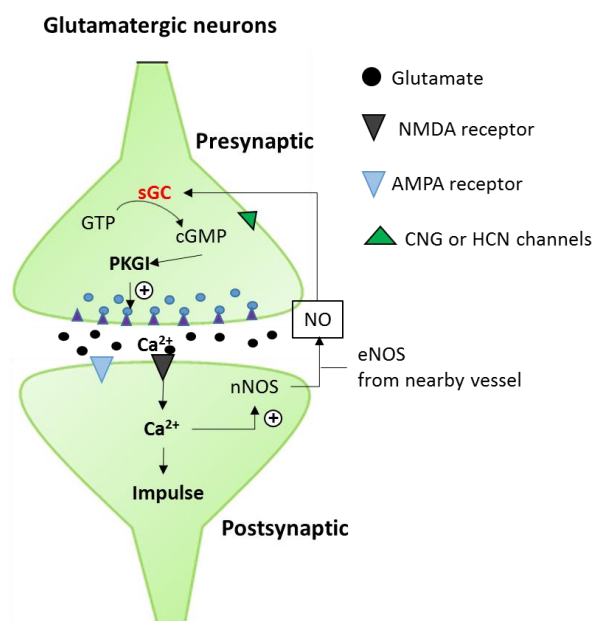 Glutamatergic neurons
Glutamate
NMDA receptor
AMPA receptor
CNG or HCN channels
Presynaptic
sGC
GTP
cGMP
PKGI
+
NO
Ca²⁺
eNOS
from nearby vessel
nNOS
+
Ca²⁺
Impulse
Postsynaptic